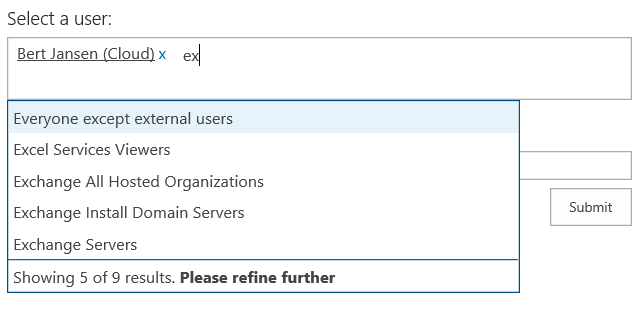 Select a user:
Bert Jansen (Cloud) x ex
Everyone except external users
Excel Services Viewers
Exchange All Hosted Organizations
Exchange Install Domain Servers
Exchange Servers
Submit
Showing 5 of 9 results. Please refine further